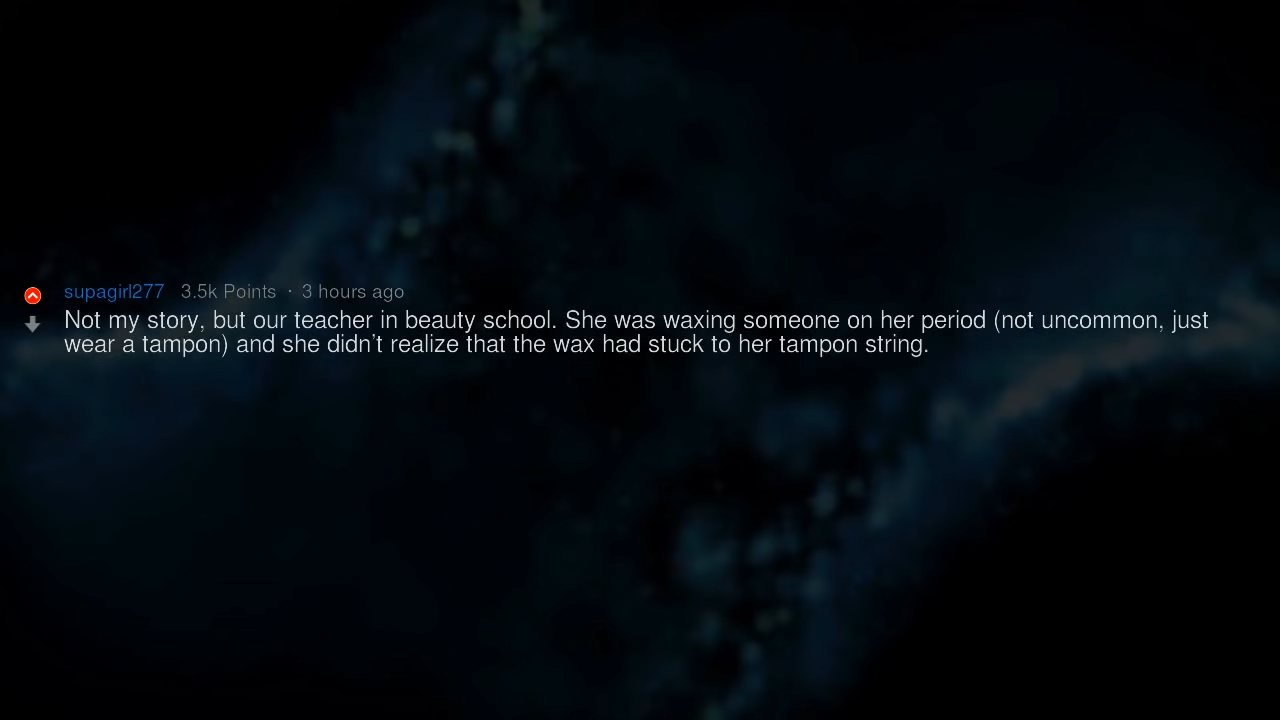 supagirl277 3.5k Points · 3 hours ago
Not my story, but our teacher in beauty school. She was waxing someone on her period (not uncommon, just
wear a tampon) and she didn't realize that the wax had stuck to her tampon string.